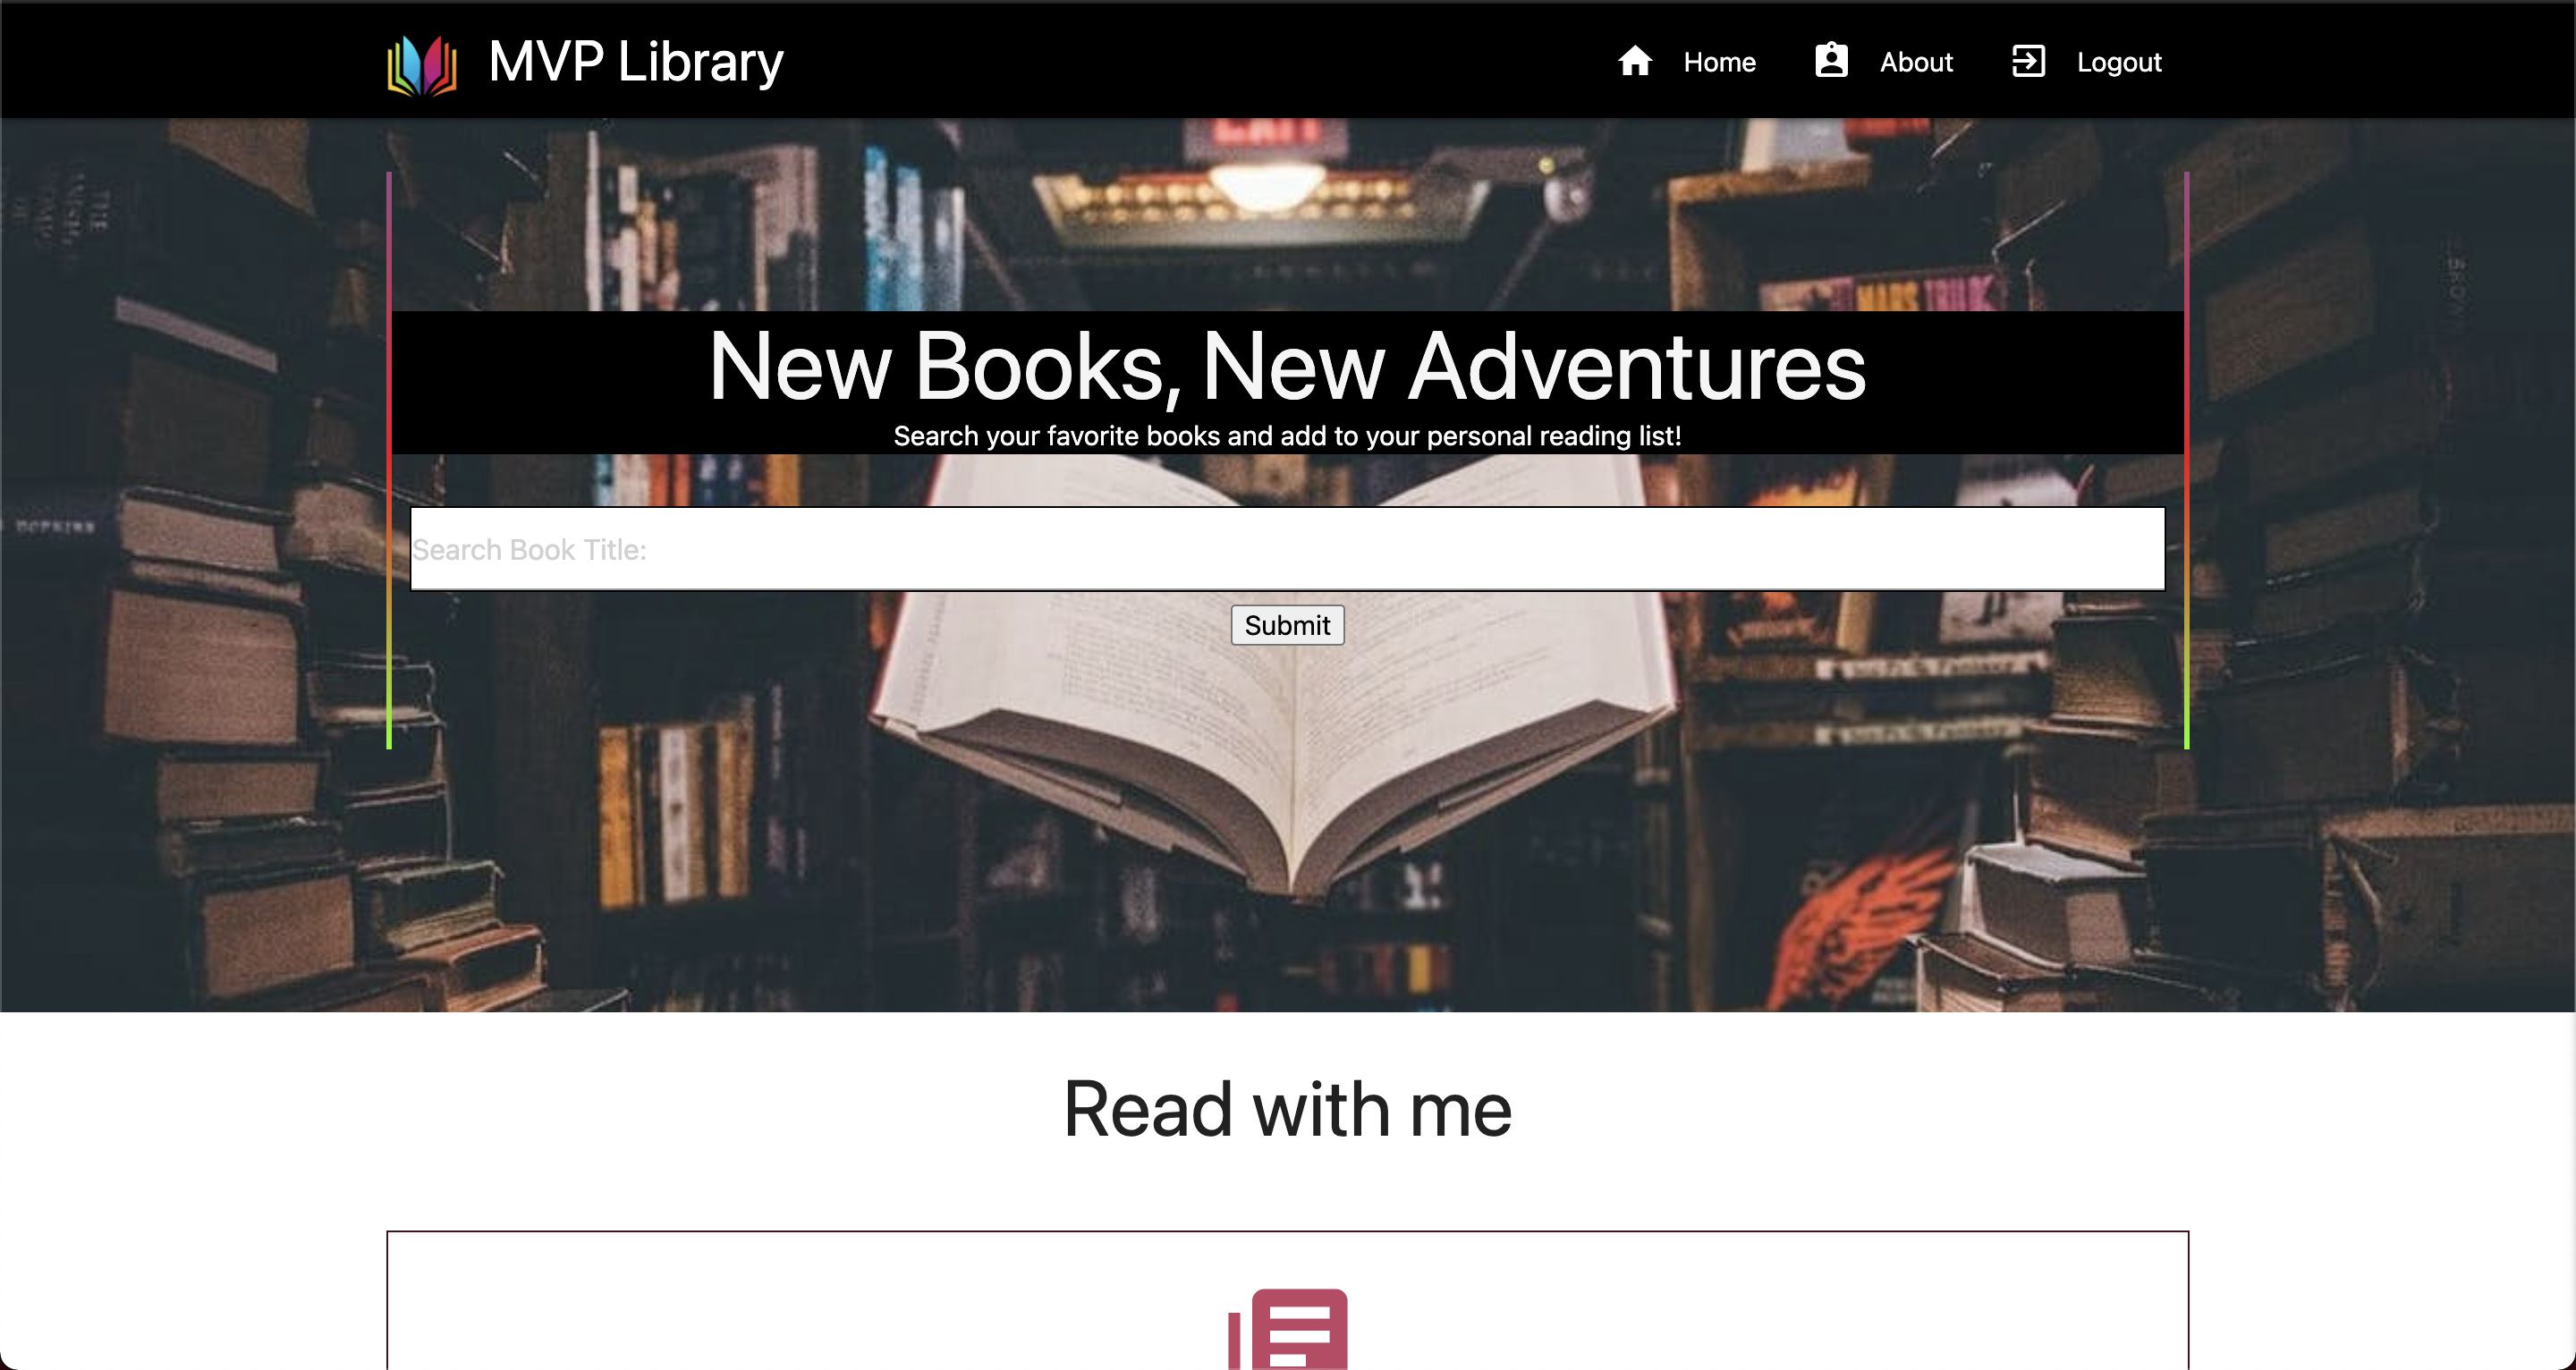 MVP Library
Home
About
Logout
EXIT
New Books, New Adventures
Search your favorite books and add to your personal reading list!
Search Book Title:
Submit
Read with me